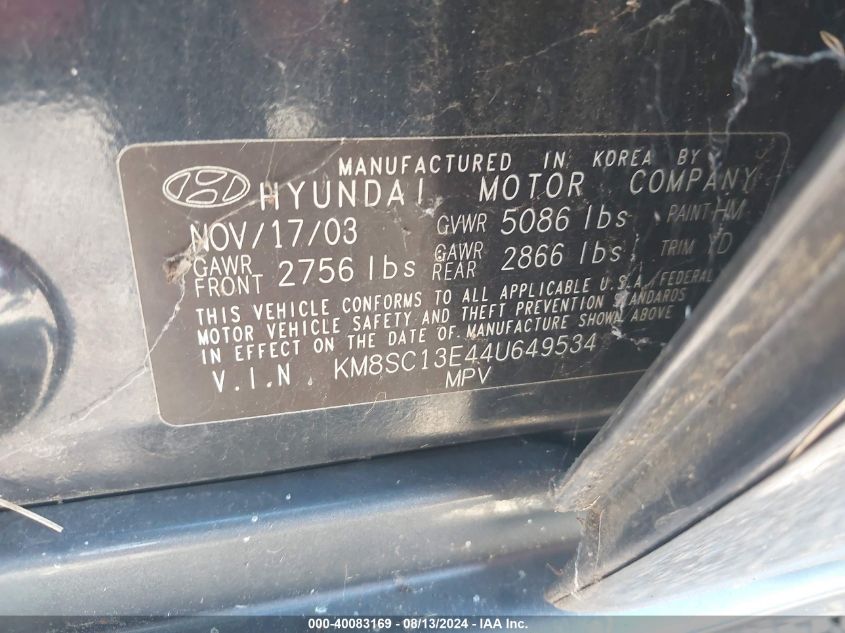 MANUFACTURED IN KOREA BY
HYUNDAI MOTOR COMPANY
NOV/17/03 GVWR 5086 lbs PAINT HM
GAWR FRONT 2756 lbs GAWR REAR 2866 lbs TRIM YD
THIS VEHICLE CONFORMS TO ALL APPLICABLE U.S.A. FEDERAL
MOTOR VEHICLE SAFETY AND THEFT PREVENTION STANDARDS
IN EFFECT ON THE DATE OF MANUFACTURE SHOWN ABOVE
V.I.N. KM8SC13E44U649534
MPV
000-40083169 - 08/13/2024 - IAA Inc.